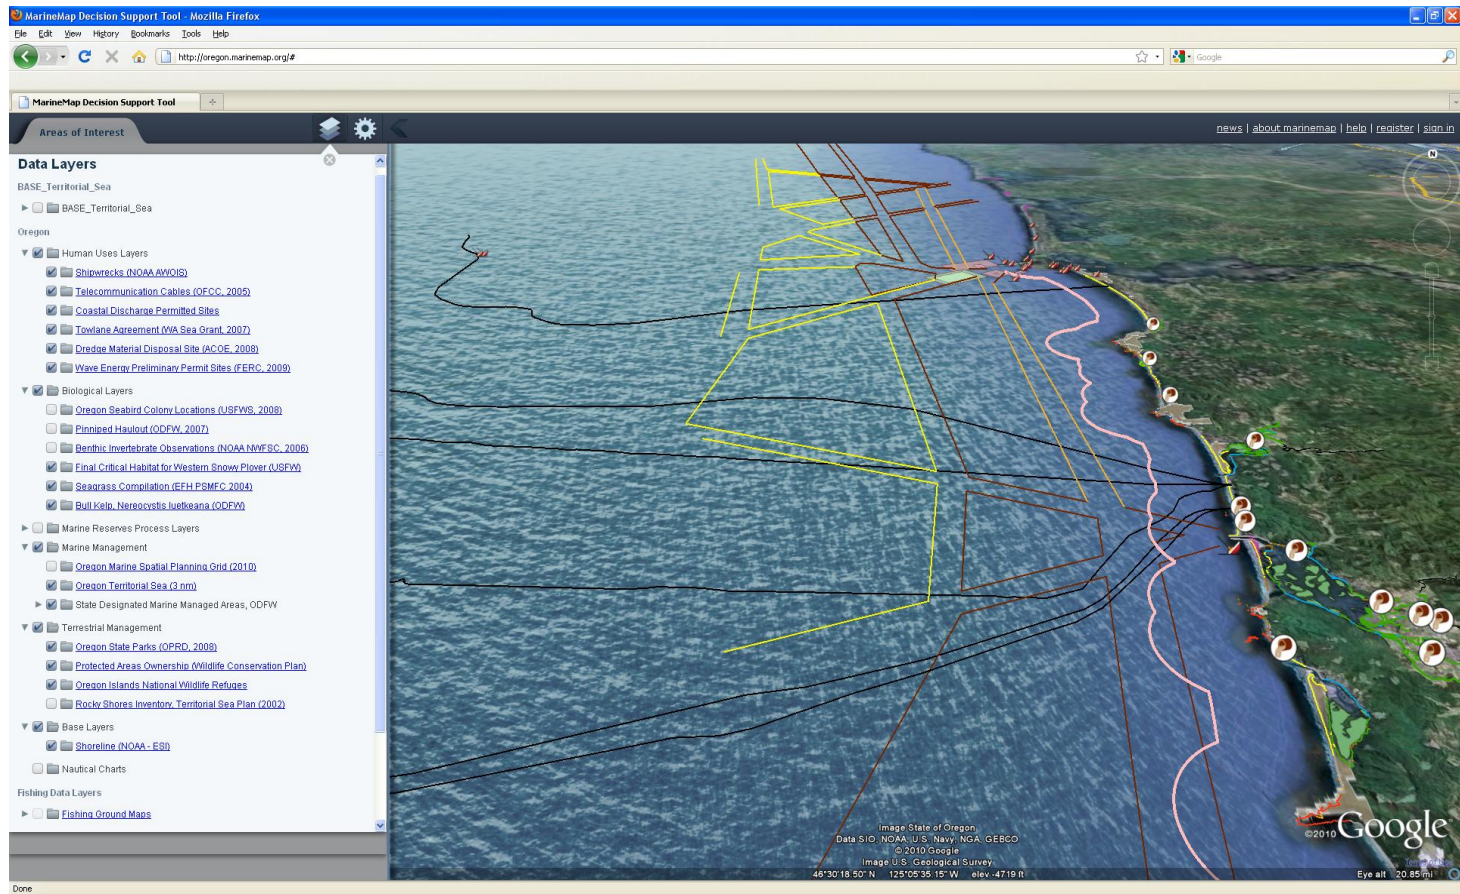 MarineMap Decision Support Tool - Mozilla Firefox
File Edit View History Bookmarks Tools Help
http://oregon.marinemap.org/#
Google
MarineMap Decision Support Tool
Areas of Interest
news | about marinemap | help | register | sign in
Data Layers
BASE_Territorial_Sea
BASE_Territorial_Sea
Oregon
Human Uses Layers
Shipwrecks (NOAA AWOIS)
Telecommunication Cables (OFCC, 2005)
Coastal Discharge Permitted Sites
Towlane Agreement (WA Sea Grant, 2007)
Dredge Material Disposal Site (ACOE, 2008)
Wave Energy Preliminary Permit Sites (FERC, 2009)
Biological Layers
Oregon Seabird Colony Locations (USFWS, 2008)
Pinniped Haulout (ODFW, 2007)
Benthic Invertebrate Observations (NOAA NWFSC, 2006)
Final Critical Habitat for Western Snowy Plover (USFW)
Seagrass Compilation (EFH PSMFC 2004)
Bull Kelp, Nereocystis luetkeana (ODFW)
Marine Reserves Process Layers
Marine Management
Oregon Marine Spatial Planning Grid (2010)
Oregon Territorial Sea (3 nm)
State Designated Marine Managed Areas, ODFW
Terrestrial Management
Oregon State Parks (OPRD, 2008)
Protected Areas Ownership (Wildlife Conservation Plan)
Oregon Islands National Wildlife Refuges
Rocky Shores Inventory, Territorial Sea Plan (2002)
Base Layers
Shoreline (NOAA - ESI)
Nautical Charts
Fishing Data Layers
Fishing Ground Maps
N
Image State of Oregon
Data SIO, NOAA, U.S. Navy, NGA, GEBCO
© 2010 Google
Image U.S. Geological Survey
46°30'18.50" N 125°05'35.15" W elev -4719 ft
©2010 Google
Terms of Use
Eye alt 20.85 mi
Done